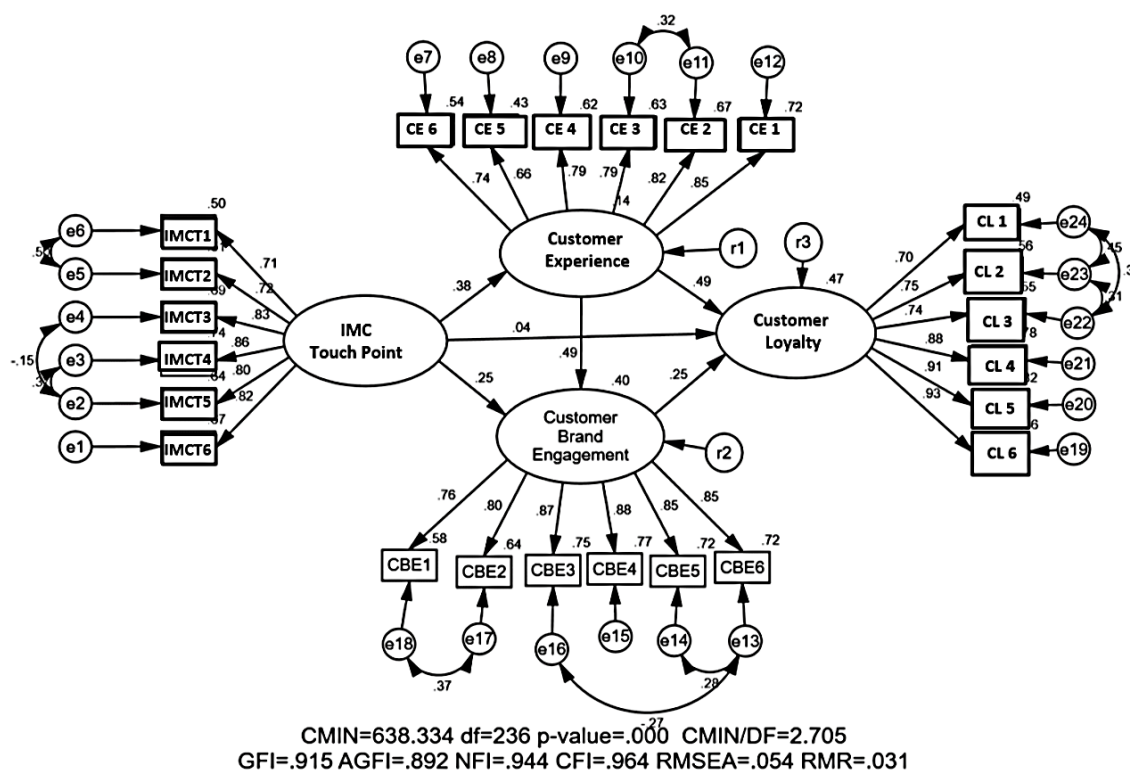 .32
e7 e8 e9 e10 e11 e12
.54 .43 .62 .63 .67 .72
CE 6 CE 5 CE 4 CE 3 CE 2 CE 1
.74 .66 .79 .79 .82 .85
.14
Customer
Experience
r1
r3
.50
e6 IMCT1
e5 IMCT2
e4 IMCT3
e3 IMCT4
e2 IMCT5
e1 IMCT6
-.15
.71
.72
.83
.86
.80
.82
IMC
Touch Point
.38
.04
.25
.49
.49
.25
.47
Customer
Loyalty
.40
Customer
Brand
Engagement
r2
.49
CL 1 e24
CL 2 e23
CL 3 e22
CL 4 e21
CL 5 e20
CL 6 e19
.70
.75
.74
.88
.91
.93
.76 .80 .87 .88 .85 .85
.58 .64 .75 .77 .72 .72
CBE1 CBE2 CBE3 CBE4 CBE5 CBE6
e18 e17 e16 e15 e14 e13
.37 .28
-.27
CMIN=638.334 df=236 p-value=.000 CMIN/DF=2.705
GFI=.915 AGFI=.892 NFI=.944 CFI=.964 RMSEA=.054 RMR=.031